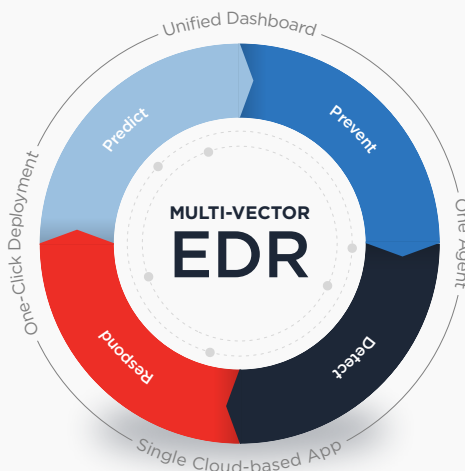 Unified Dashboard
Predict
Prevent
One-Click Deployment
MULTI-VECTOR
EDR
One Agent
Respond
Detect
Single Cloud-based App